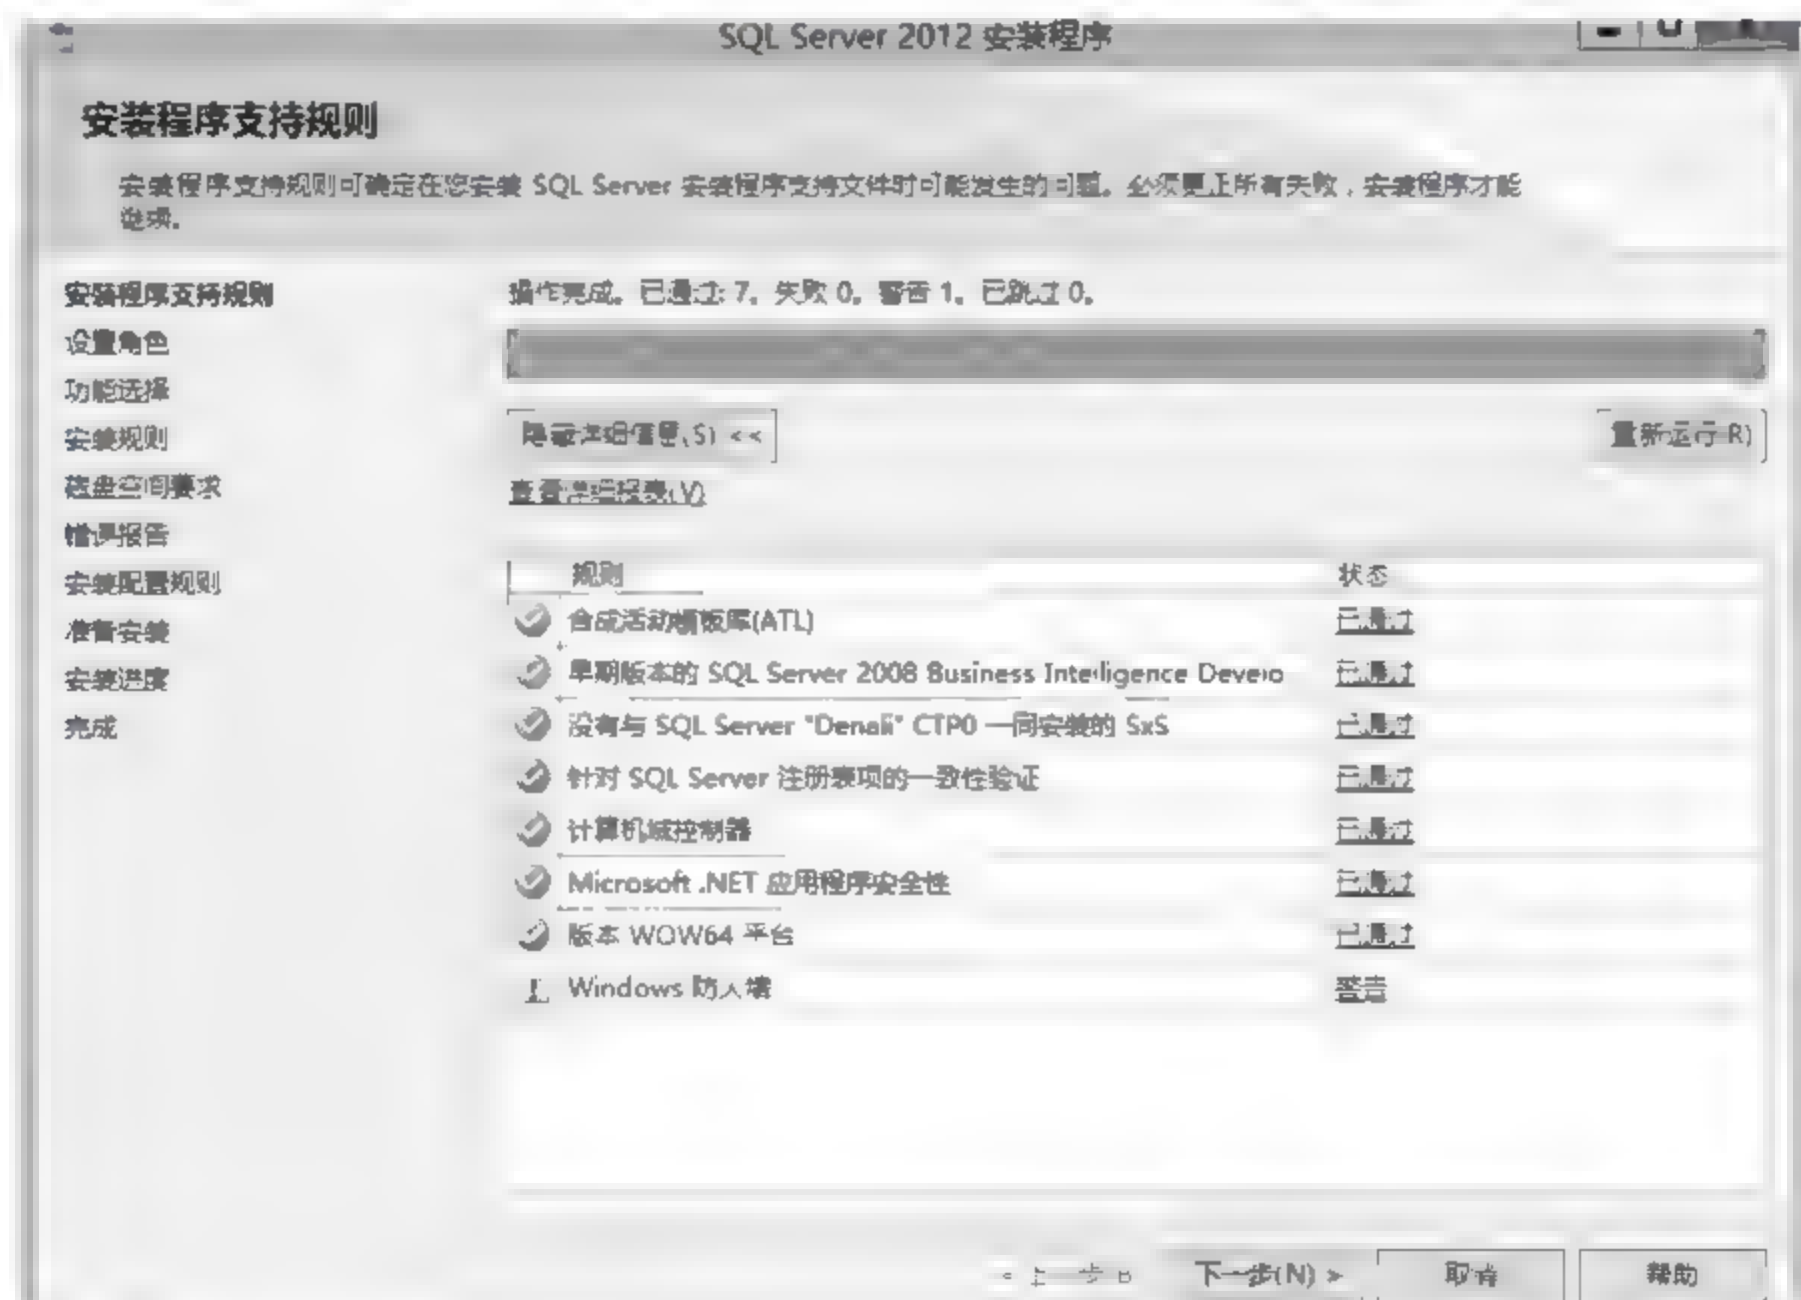 SQL Server 2012 安装程序
安装程序支持规则
安装程序支持规则可确定在您安装 SQL Server 安装程序支持文件时可能发生的问题。必须更正所有失败，安装程序才能
继续。
安装程序支持规则
设置角色
功能选择
安装规则
磁盘空间要求
错误报告
安装配置规则
准备安装
安装进度
完成
操作完成。已通过: 7。失败 0。警告 1。已跳过 0。
隐藏详细信息(S) <<
重新运行(R)
查看详细报表(V)
规则 状态
合成活动模板库(ATL) 已通过
早期版本的 SQL Server 2008 Business Intelligence Develo 已通过
没有与 SQL Server "Denali" CTP0 一同安装的 SxS 已通过
针对 SQL Server 注册表项的一致性验证 已通过
计算机域控制器 已通过
Microsoft .NET 应用程序安全性 已通过
版本 WOW64 平台 已通过
Windows 防火墙 警告
< 上一步(B) 下一步(N) > 取消 帮助